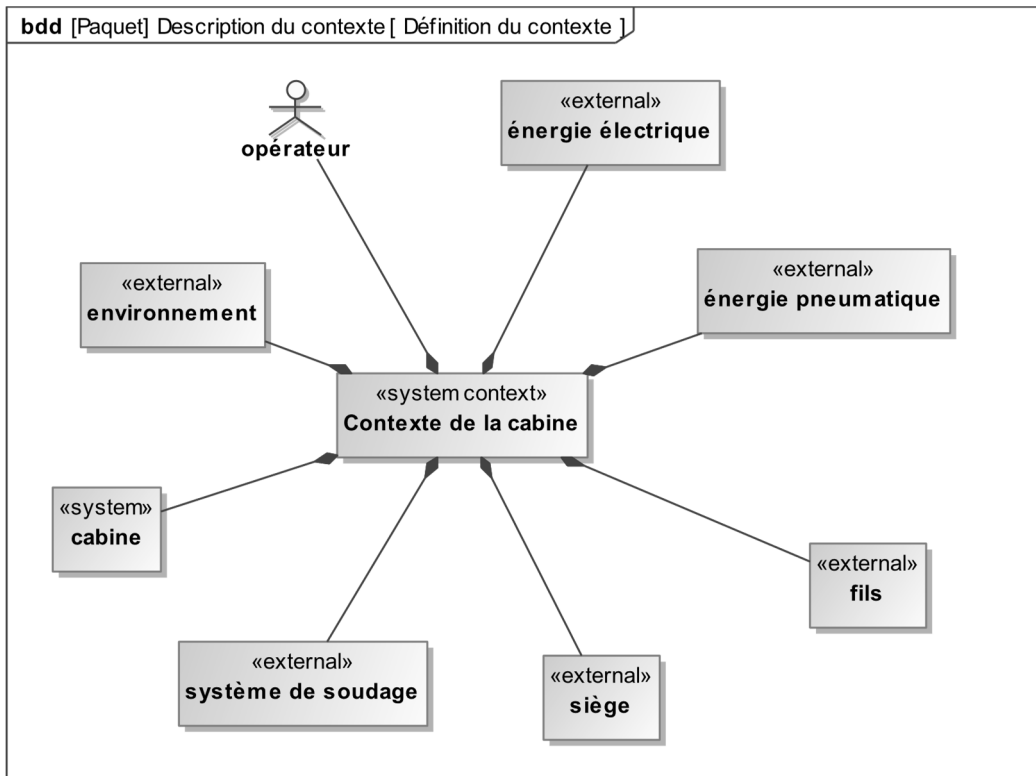 bdd [Paquet] Description du contexte [ Définition du contexte ]
opérateur
«external»
énergie électrique
«external»
environnement
«external»
énergie pneumatique
«system context»
Contexte de la cabine
«system»
cabine
«external»
fils
«external»
système de soudage
«external»
siège